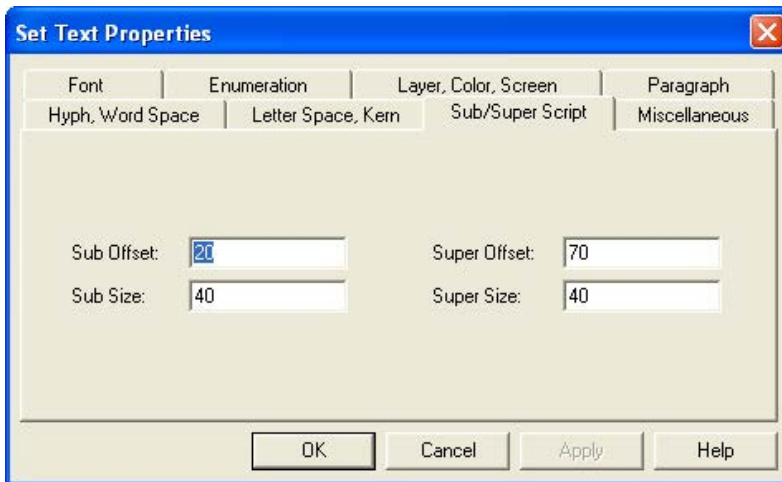 Set Text Properties
Font Enumeration Layer, Color, Screen Paragraph
Hyph, Word Space Letter Space, Kern Sub/Super Script Miscellaneous
Sub Offset: 20 Super Offset: 70
Sub Size: 40 Super Size: 40
OK Cancel Apply Help